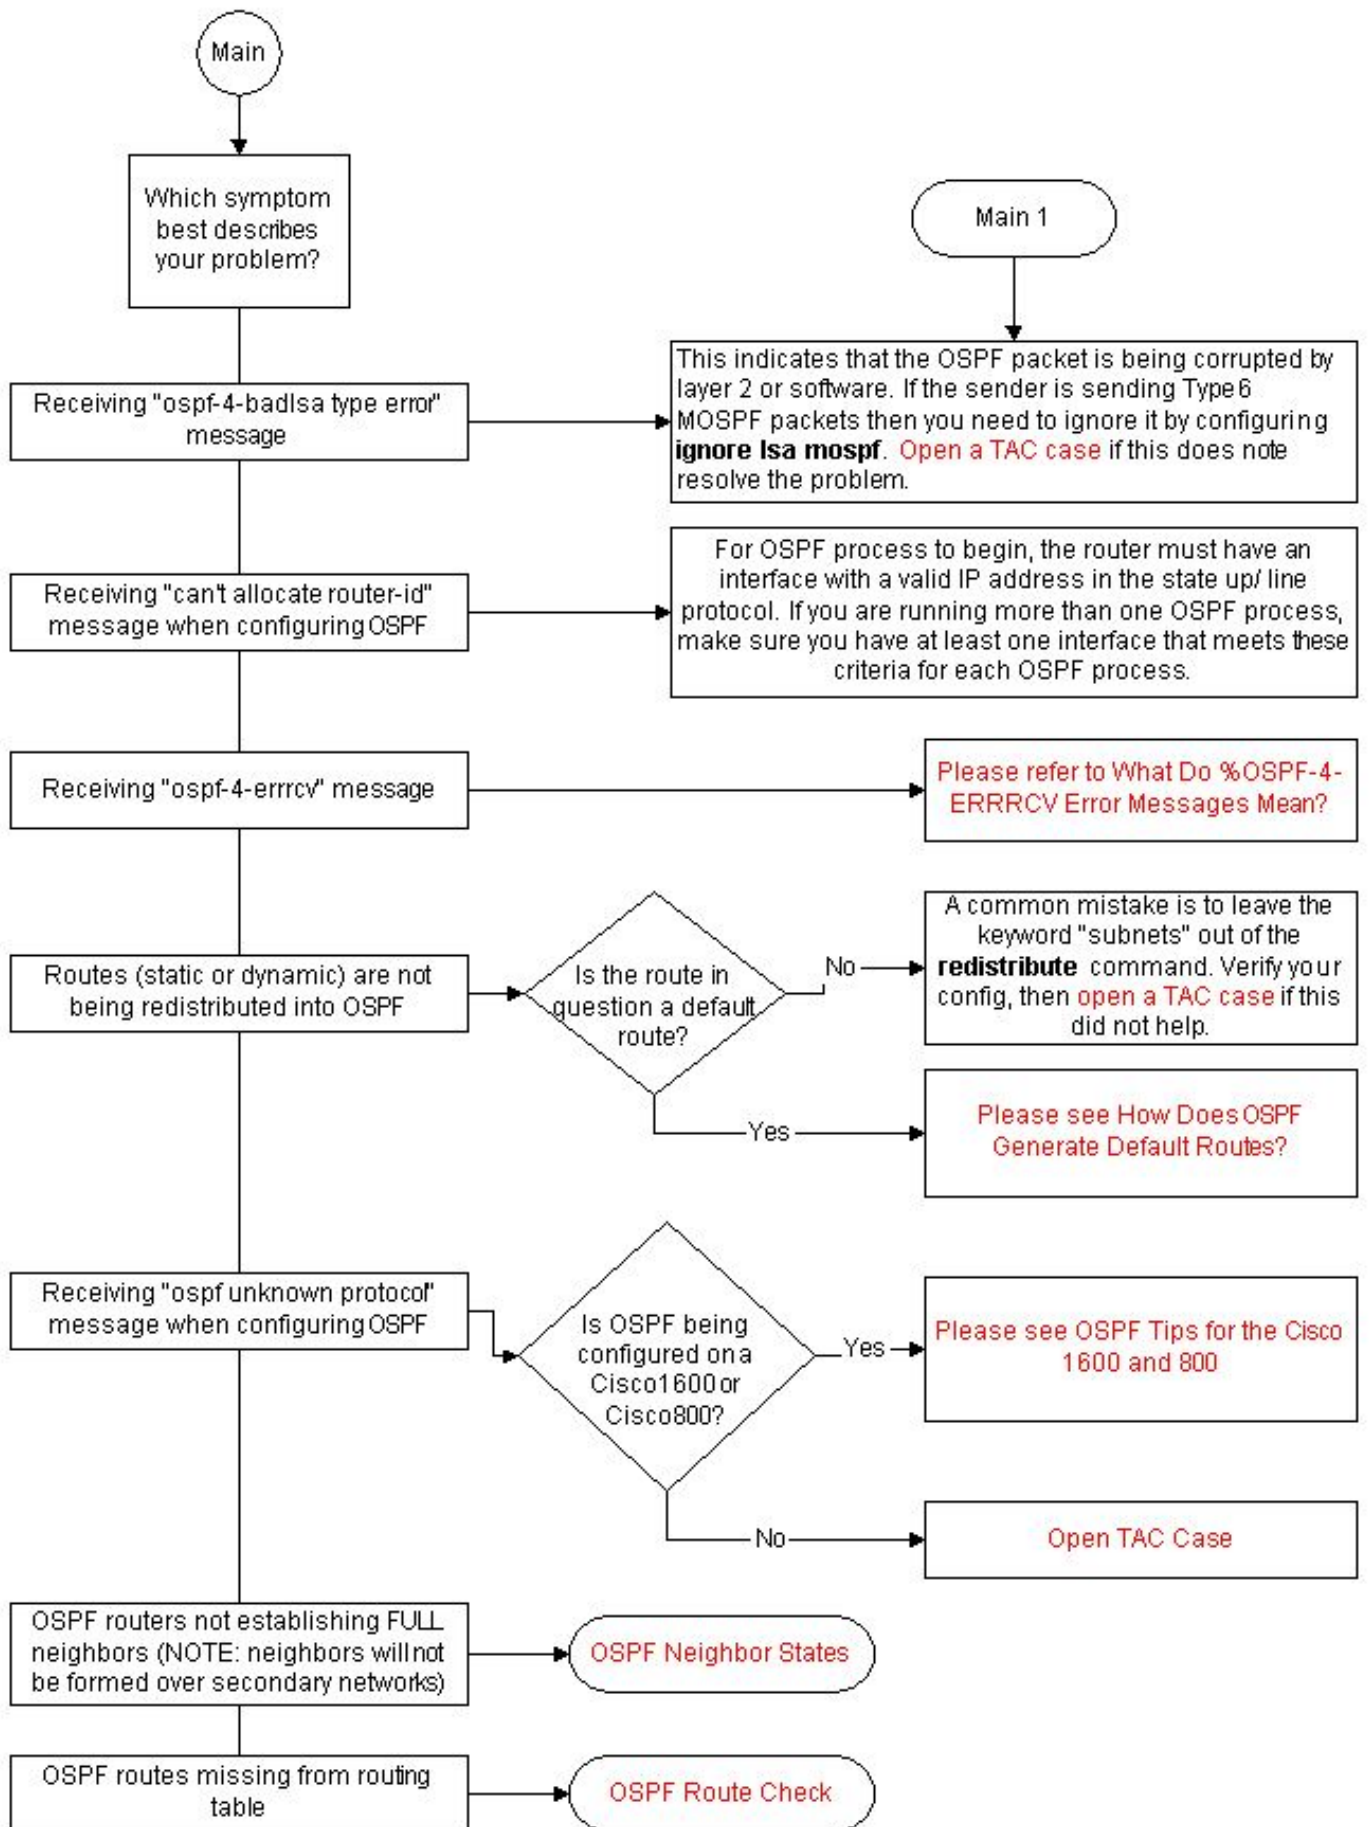 Main
Which symptom
best describes
your problem?
Main 1
Receiving "ospf-4-badlsa type error"
message
This indicates that the OSPF packet is being corrupted by
layer 2 or software. If the sender is sending Type6
MOSPF packets then you need to ignore it by configuring
ignore lsa mospf. Open a TAC case if this does note
resolve the problem.
Receiving "can't allocate router-id"
message when configuring OSPF
For OSPF process to begin, the router must have an
interface with a valid IP address in the state up/ line
protocol. If you are running more than one OSPF process,
make sure you have at least one interface that meets these
criteria for each OSPF process.
Receiving "ospf-4-errrcv" message
Please refer to What Do %OSPF-4-
ERRRCV Error Messages Mean?
Routes (static or dynamic) are not
being redistributed into OSPF
Is the route in
question a default
route?
No
A common mistake is to leave the
keyword "subnets" out of the
redistribute command. Verify your
config, then open a TAC case if this
did not help.
Yes
Please see How Does OSPF
Generate Default Routes?
Receiving "ospf unknown protocol"
message when configuring OSPF
Is OSPF being
configured on a
Cisco1600 or
Cisco800?
Yes
Please see OSPF Tips for the Cisco
1600 and 800
No
Open TAC Case
OSPF routers not establishing FULL
neighbors (NOTE: neighbors will not
be formed over secondary networks)
OSPF Neighbor States
OSPF routes missing from routing
table
OSPF Route Check